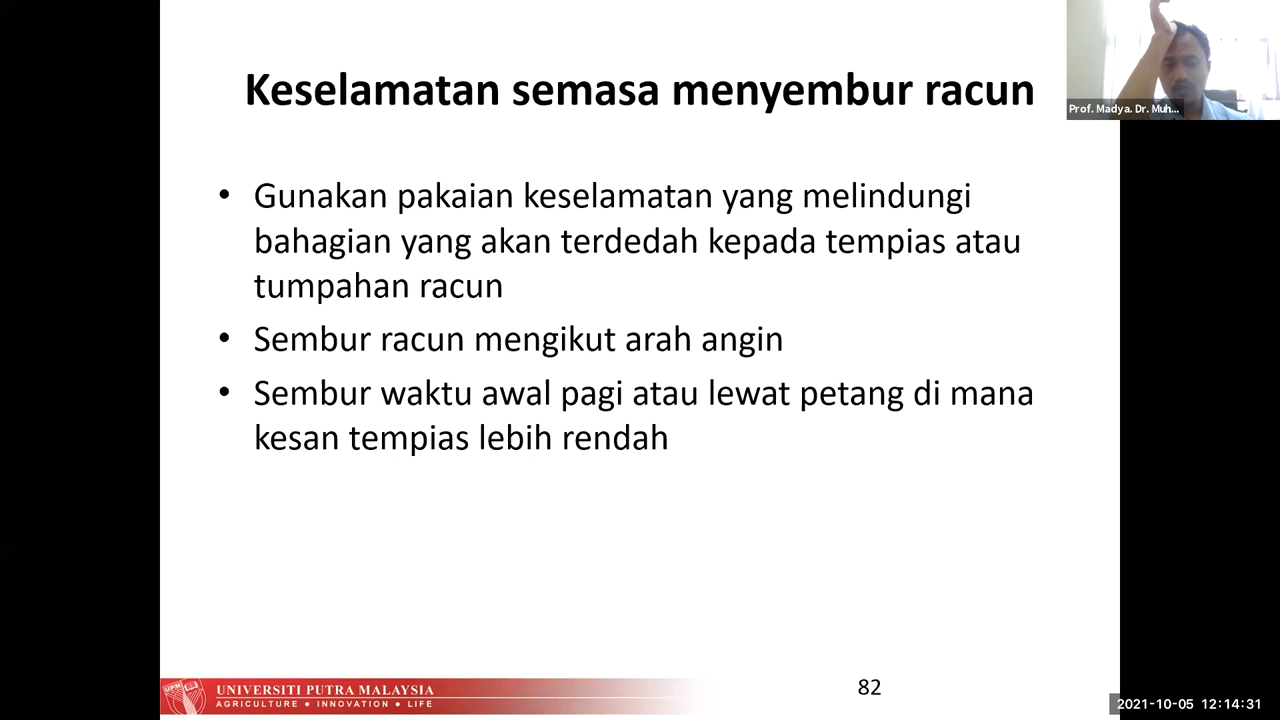 Keselamatan semasa menyembur racun
Prof. Madya. Dr. Muh...
• Gunakan pakaian keselamatan yang melindungi
bahagian yang akan terdedah kepada tempias atau
tumpahan racun
• Sembur racun mengikut arah angin
• Sembur waktu awal pagi atau lewat petang di mana
kesan tempias lebih rendah
UPM
UNIVERSITI PUTRA MALAYSIA
AGRICULTURE • INNOVATION • LIFE
82
2021-10-05 12:14:31